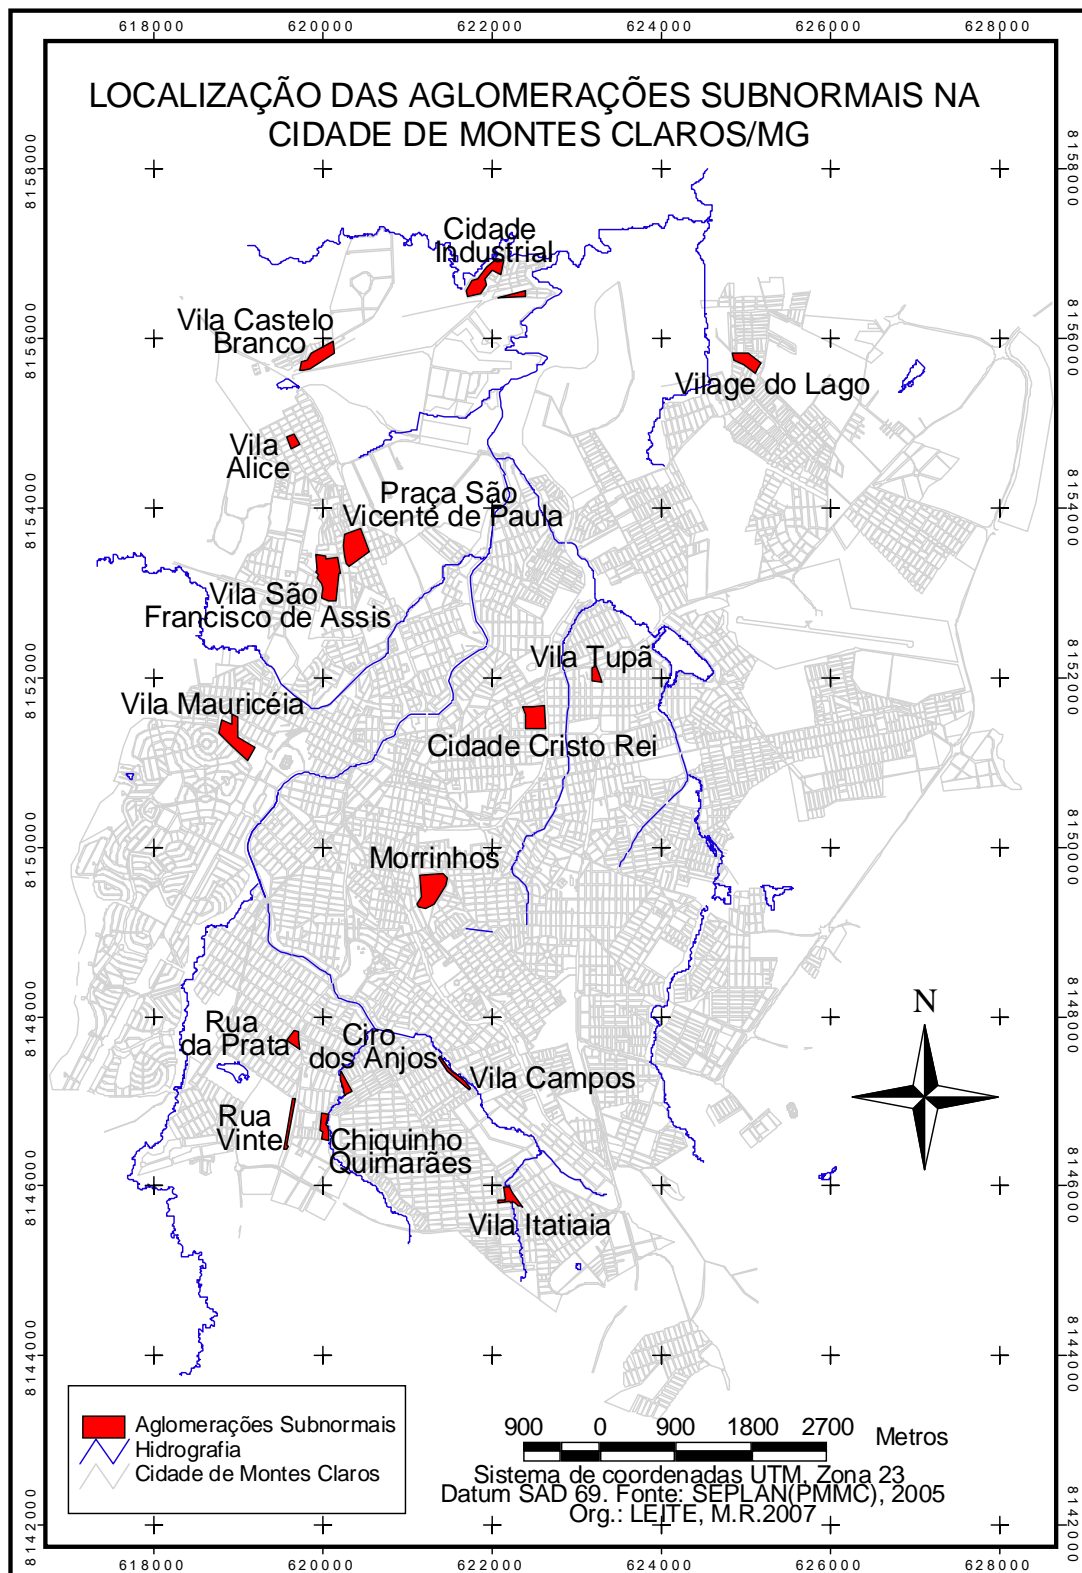 618000 620000 622000 624000 626000 628000
LOCALIZAÇÃO DAS AGLOMERAÇÕES SUBNORMAIS NA
CIDADE DE MONTES CLAROS/MG
8158000 8158000
Cidade
Industrial
Vila Castelo
Branco
8156000 8156000
Vilage do Lago
Vila
Alice
Praça São
Vicente de Paula
8154000 8154000
Vila São
Francisco de Assis
Vila Tupã
8152000 8152000
Vila Mauricéia
Cidade Cristo Rei
8150000 8150000
Morrinhos
8148000 8148000
N
Rua
da Prata
Ciro
dos Anjos
Vila Campos
Rua
Vinte
Chiquinho
Quimarães
8146000 8146000
Vila Itatiaia
8144000 8144000
Aglomerações Subnormais
Hidrografia
Cidade de Montes Claros
900 0 900 1800 2700 Metros
Sistema de coordenadas UTM, Zona 23
Datum SAD 69. Fonte: SEPLAN(PMMC), 2005
Org.: LEITE, M.R.2007
8142000 8142000
618000 620000 622000 624000 626000 628000